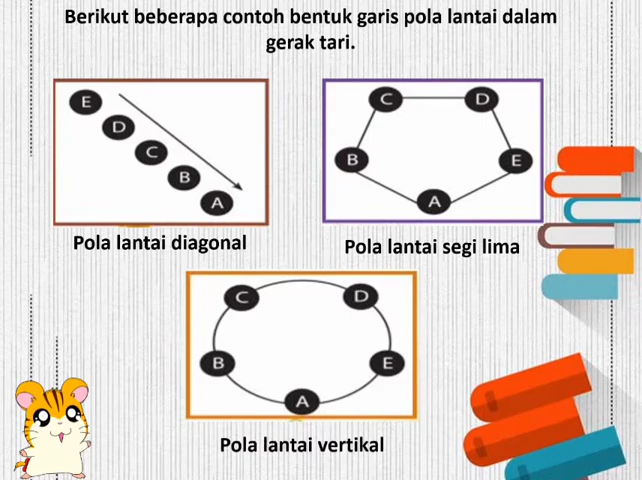 Berikut beberapa contoh bentuk garis pola lantai dalam
gerak tari.
E
D
C
B
A
Pola lantai diagonal
C D
B E
A
Pola lantai segi lima
C D
B E
A
Pola lantai vertikal